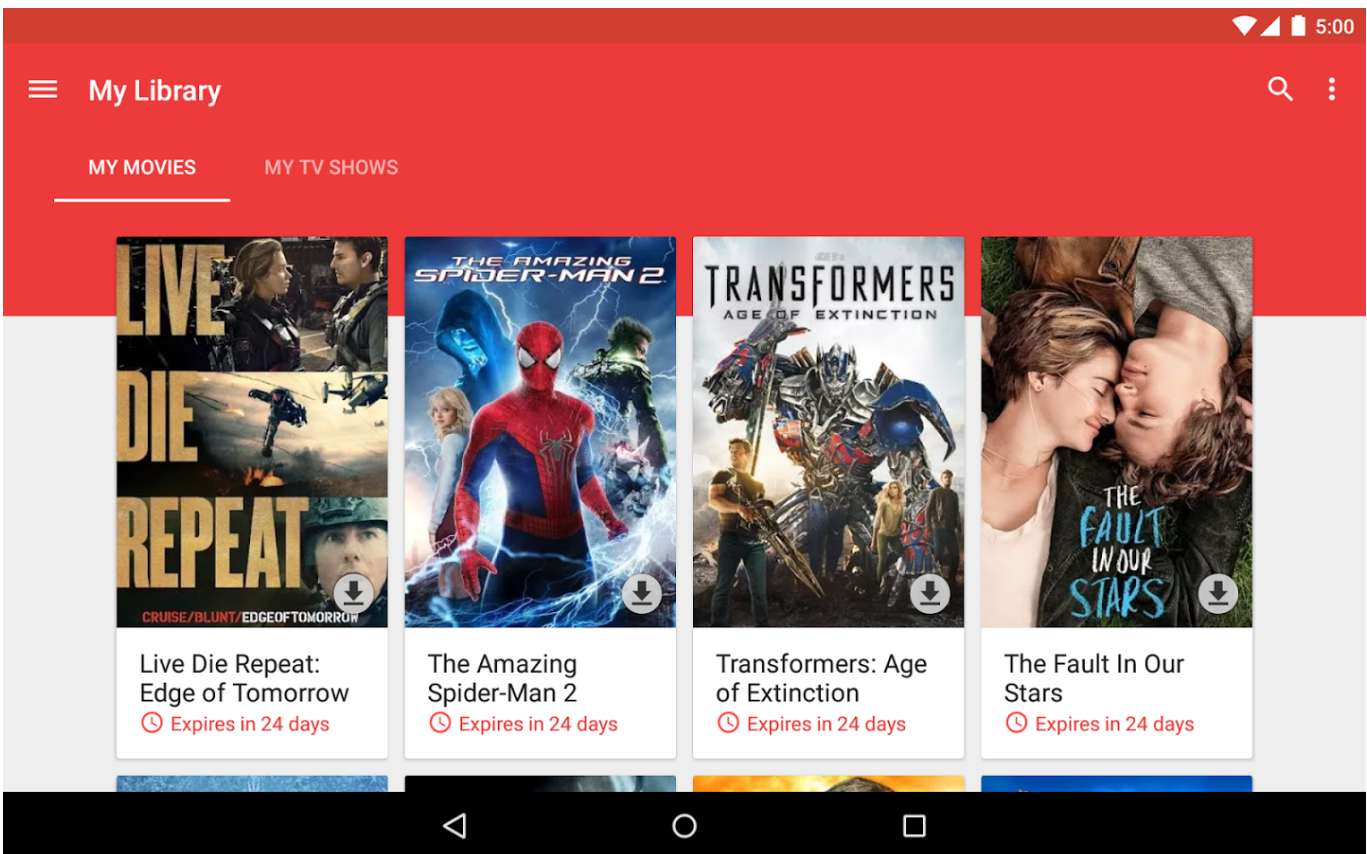 5:00
My Library
MY MOVIES
MY TV SHOWS
LIVE
DIE
REPEAT
CRUISE/BLUNT/EDGEOFTOMORROW
THE AMAZING
SPIDER-MAN 2
TRANSFORMERS
AGE OF EXTINCTION
THE
FAULT
IN OUR
STARS
Live Die Repeat:
Edge of Tomorrow
Expires in 24 days
The Amazing
Spider-Man 2
Expires in 24 days
Transformers: Age
of Extinction
Expires in 24 days
The Fault In Our
Stars
Expires in 24 days